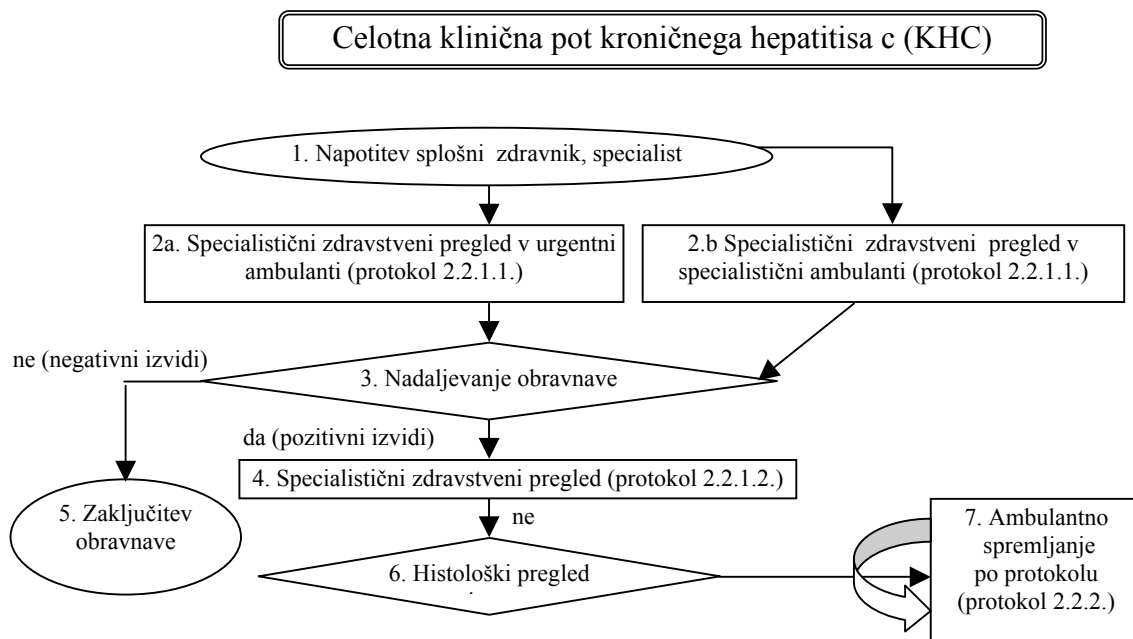 Celotna klinična pot kroničnega hepatitisa c (KHC)
1. Napotitev splošni zdravnik, specialist
2a. Specialistični zdravstveni pregled v urgentni
ambulanti (protokol 2.2.1.1.)
2.b Specialistični zdravstveni pregled v
specialistični ambulanti (protokol 2.2.1.1.)
ne (negativni izvidi)
3. Nadaljevanje obravnave
da (pozitivni izvidi)
4. Specialistični zdravstveni pregled (protokol 2.2.1.2.)
5. Zaključitev
obravnave
ne
6. Histološki pregled
7. Ambulantno
spremljanje
po protokolu
(protokol 2.2.2.)